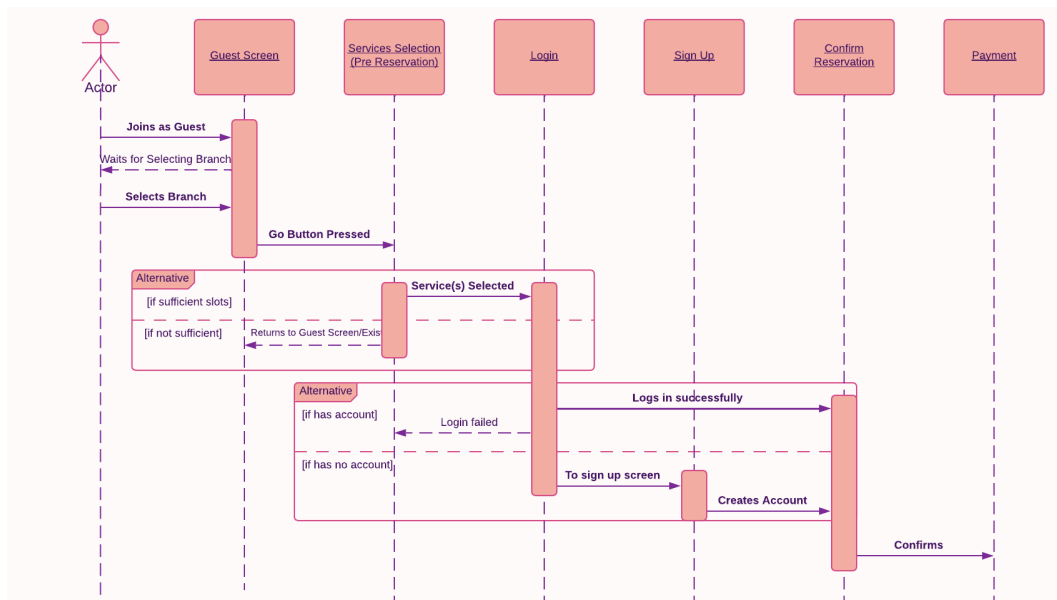 Actor
Guest Screen
Services Selection
(Pre Reservation)
Login
Sign Up
Confirm
Reservation
Payment
Joins as Guest
Waits for Selecting Branch
Selects Branch
Go Button Pressed
Alternative
Service(s) Selected
[if sufficient slots]
[if not sufficient]
Returns to Guest Screen/Exist
Alternative
Logs in successfully
[if has account]
Login failed
[if has no account]
To sign up screen
Creates Account
Confirms